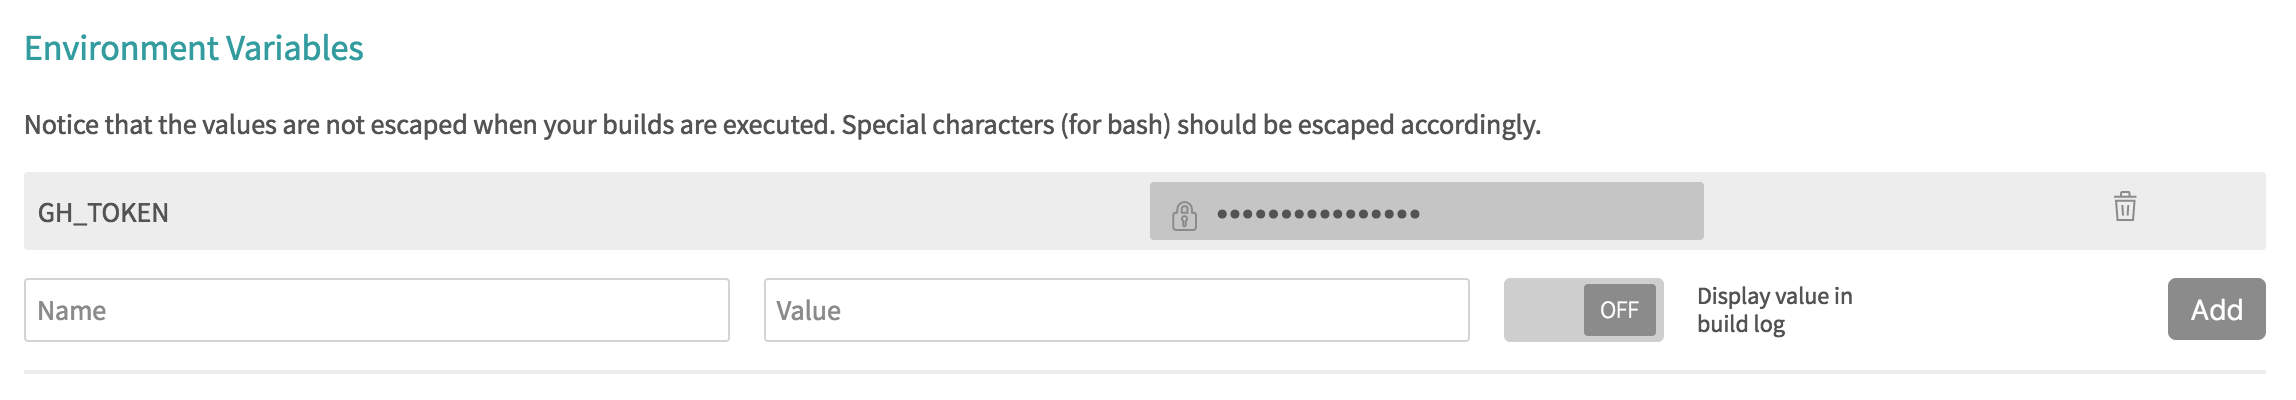 Environment Variables
Notice that the values are not escaped when your builds are executed. Special characters (for bash) should be escaped accordingly.
GH_TOKEN ••••••••••••••••
Name Value OFF Display value in
build log Add